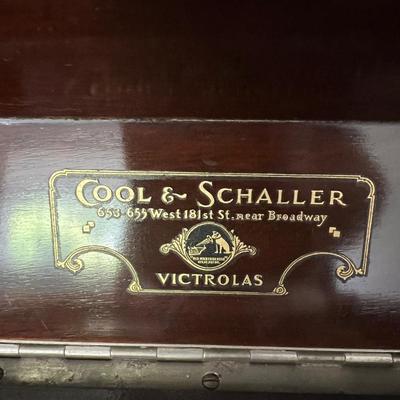 COOL & SCHALLER
653-655 West 181st St. near Broadway
VICTROLAS